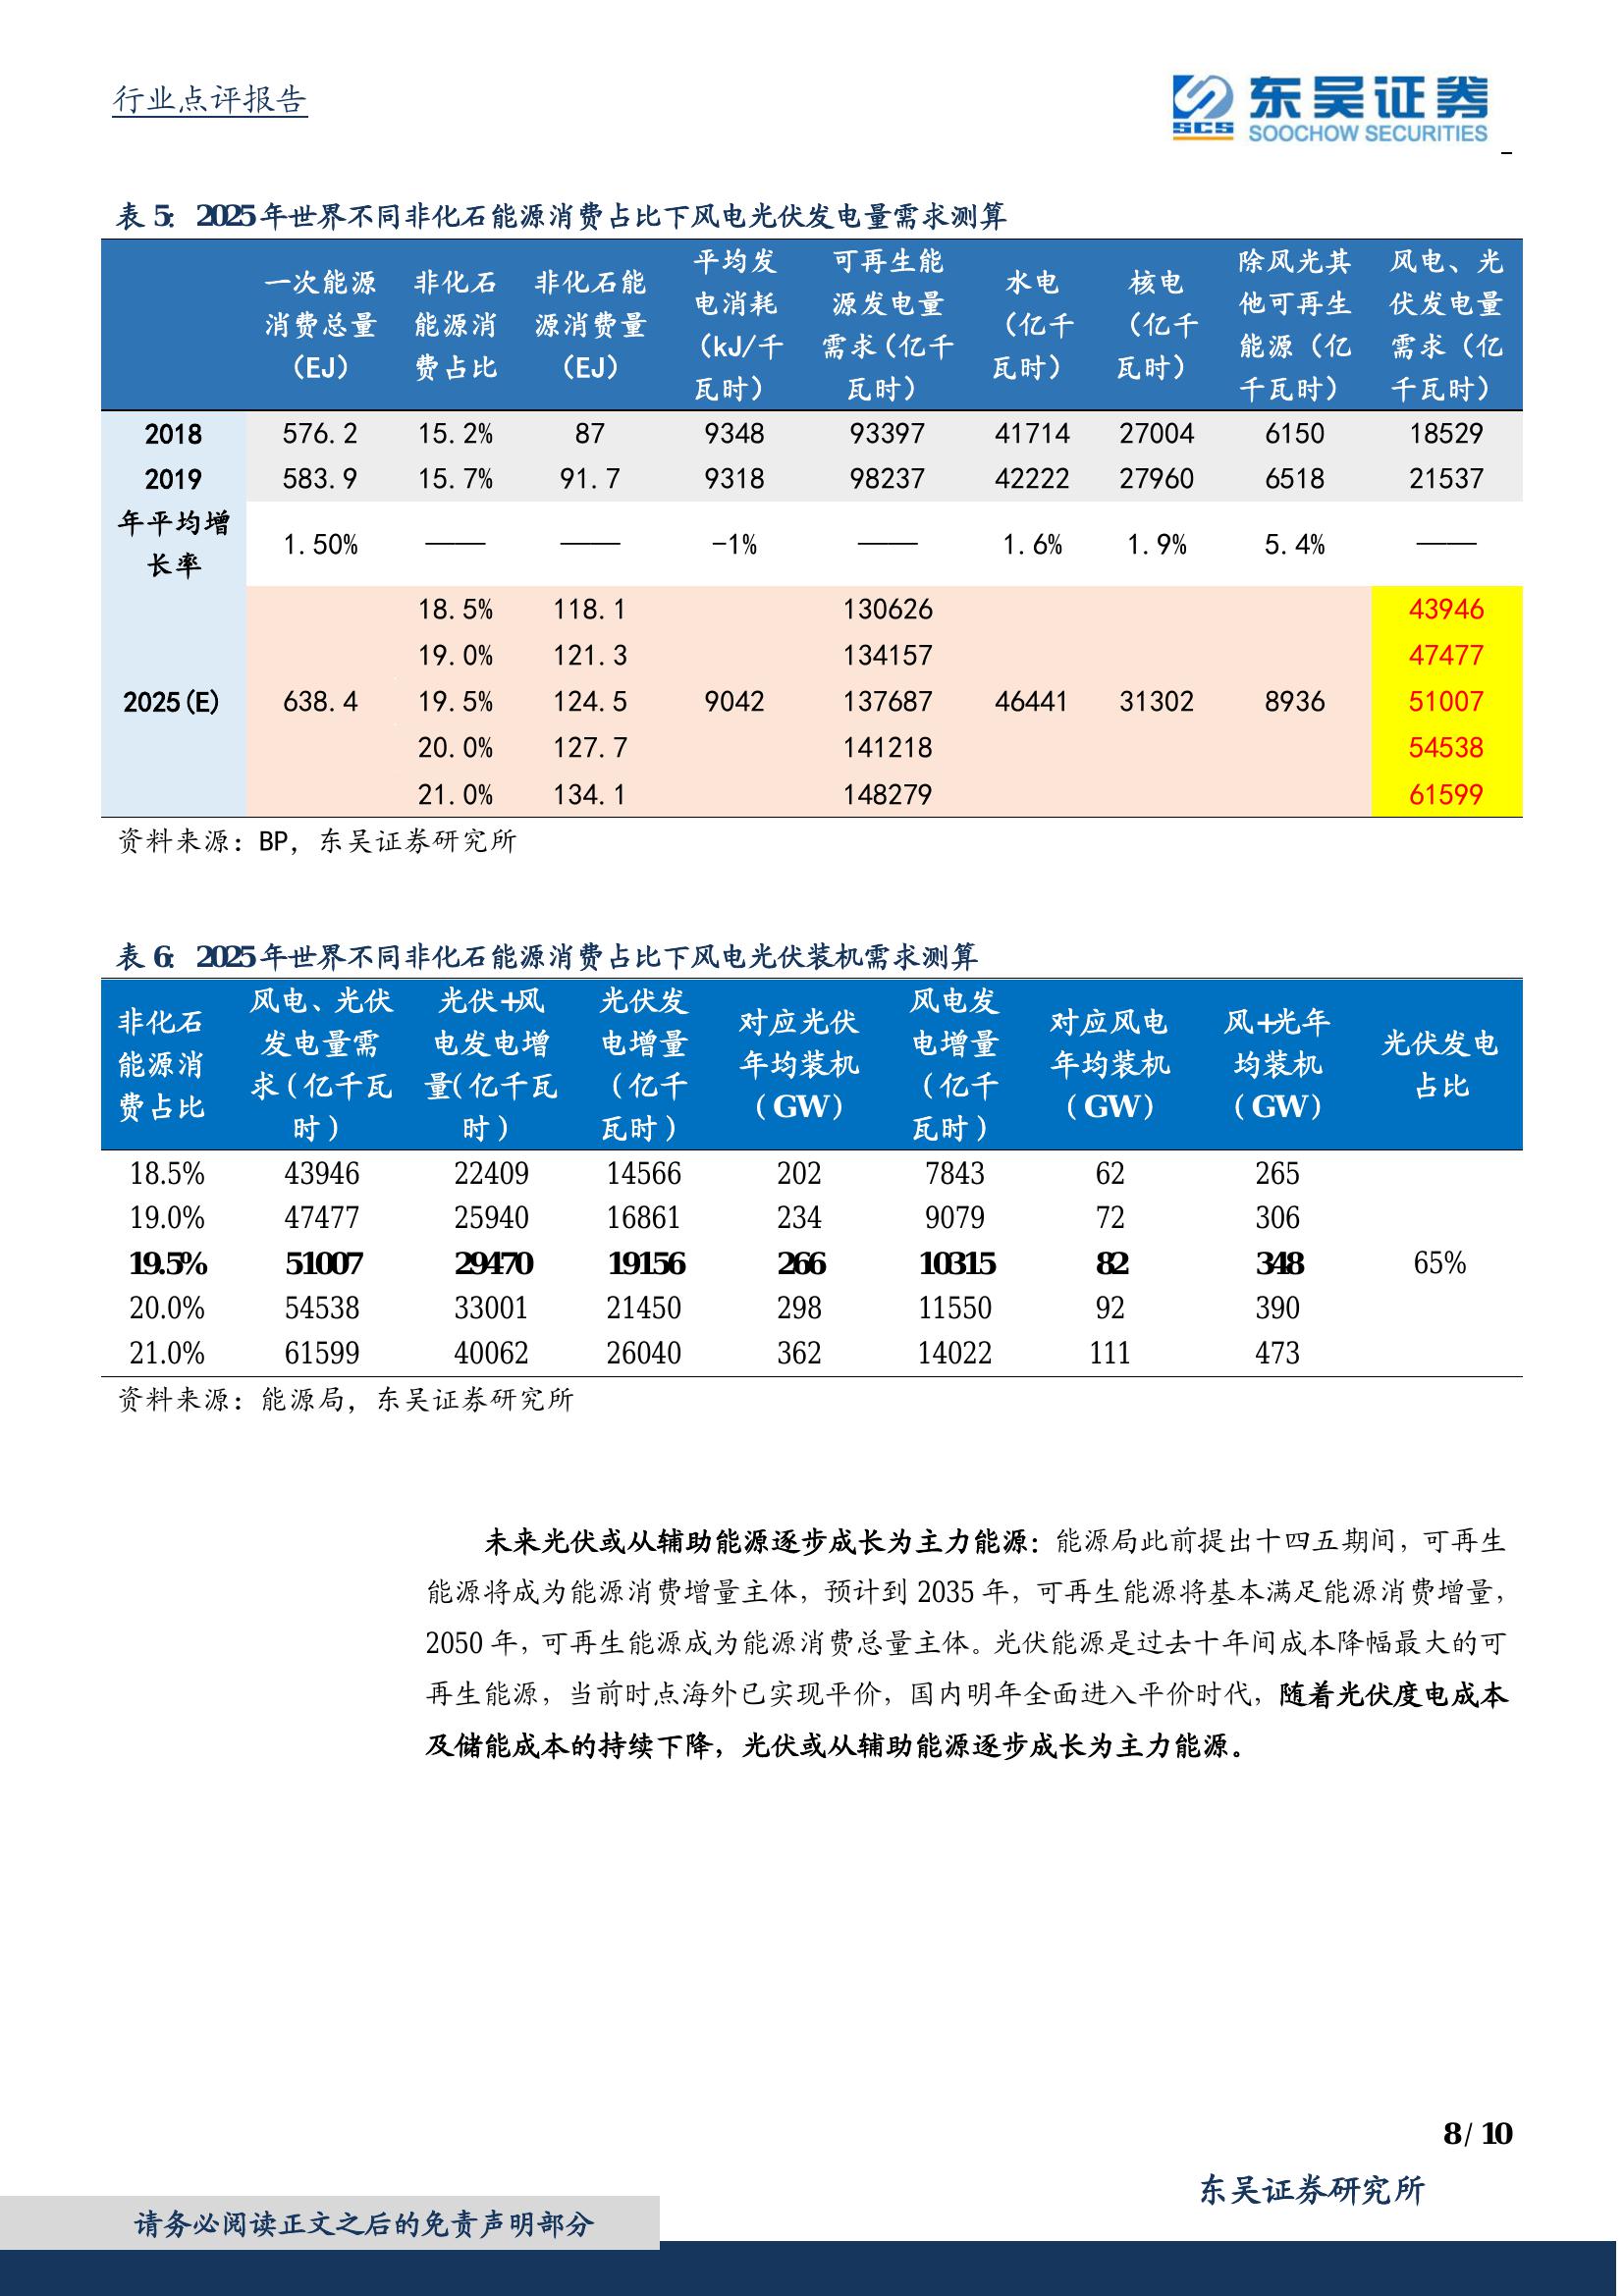 行业点评报告
东吴证券
SCS
SOOCHOW SECURITIES
表 5: 2025 年世界不同非化石能源消费占比下风电光伏发电量需求测算
一次能源消费总量（EJ） 非化石能源消费占比 非化石能源消费量（EJ） 平均发电消耗（kJ/千瓦时） 可再生能源发电量需求（亿千瓦时） 水电（亿千瓦时） 核电（亿千瓦时） 除风光其他可再生能源（亿千瓦时） 风电、光伏发电量需求（亿千瓦时）
2018 576.2 15.2% 87 9348 93397 41714 27004 6150 18529
2019 583.9 15.7% 91.7 9318 98237 42222 27960 6518 21537
年平均增长率 1.50% —— —— -1% —— 1.6% 1.9% 5.4% ——
18.5% 118.1 130626 43946
19.0% 121.3 134157 47477
2025(E) 638.4 19.5% 124.5 9042 137687 46441 31302 8936 51007
20.0% 127.7 141218 54538
21.0% 134.1 148279 61599
资料来源：BP，东吴证券研究所
表 6: 2025 年世界不同非化石能源消费占比下风电光伏装机需求测算
非化石能源消费占比 风电、光伏发电量需求（亿千瓦时） 光伏+风电发电增量（亿千瓦时） 光伏发电增量（亿千瓦时） 对应光伏年均装机（GW） 风电发电增量（亿千瓦时） 对应风电年均装机（GW） 风+光年均装机（GW） 光伏发电占比
18.5% 43946 22409 14566 202 7843 62 265
19.0% 47477 25940 16861 234 9079 72 306
19.5% 51007 29470 19156 266 10315 82 348 65%
20.0% 54538 33001 21450 298 11550 92 390
21.0% 61599 40062 26040 362 14022 111 473
资料来源：能源局，东吴证券研究所
未来光伏或从辅助能源逐步成长为主力能源：能源局此前提出十四五期间，可再生
能源将成为能源消费增量主体，预计到 2035 年，可再生能源将基本满足能源消费增量，
2050 年，可再生能源成为能源消费总量主体。光伏能源是过去十年间成本降幅最大的可
再生能源，当前时点海外已实现平价，国内明年全面进入平价时代，随着光伏度电成本
及储能成本的持续下降，光伏或从辅助能源逐步成长为主力能源。
8 / 10
东吴证券研究所
请务必阅读正文之后的免责声明部分